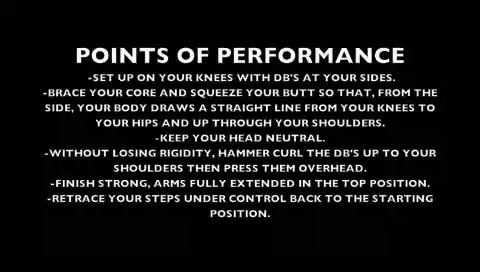 POINTS OF PERFORMANCE
-SET UP ON YOUR KNEES WITH DB'S AT YOUR SIDES.
-BRACE YOUR CORE AND SQUEEZE YOUR BUTT SO THAT, FROM THE
SIDE, YOUR BODY DRAWS A STRAIGHT LINE FROM YOUR KNEES TO
YOUR HIPS AND UP THROUGH YOUR SHOULDERS.
-KEEP YOUR HEAD NEUTRAL.
-WITHOUT LOSING RIGIDITY, HAMMER CURL THE DB'S UP TO YOUR
SHOULDERS THEN PRESS THEM OVERHEAD.
-FINISH STRONG, ARMS FULLY EXTENDED IN THE TOP POSITION.
-RETRACE YOUR STEPS UNDER CONTROL BACK TO THE STARTING
POSITION.